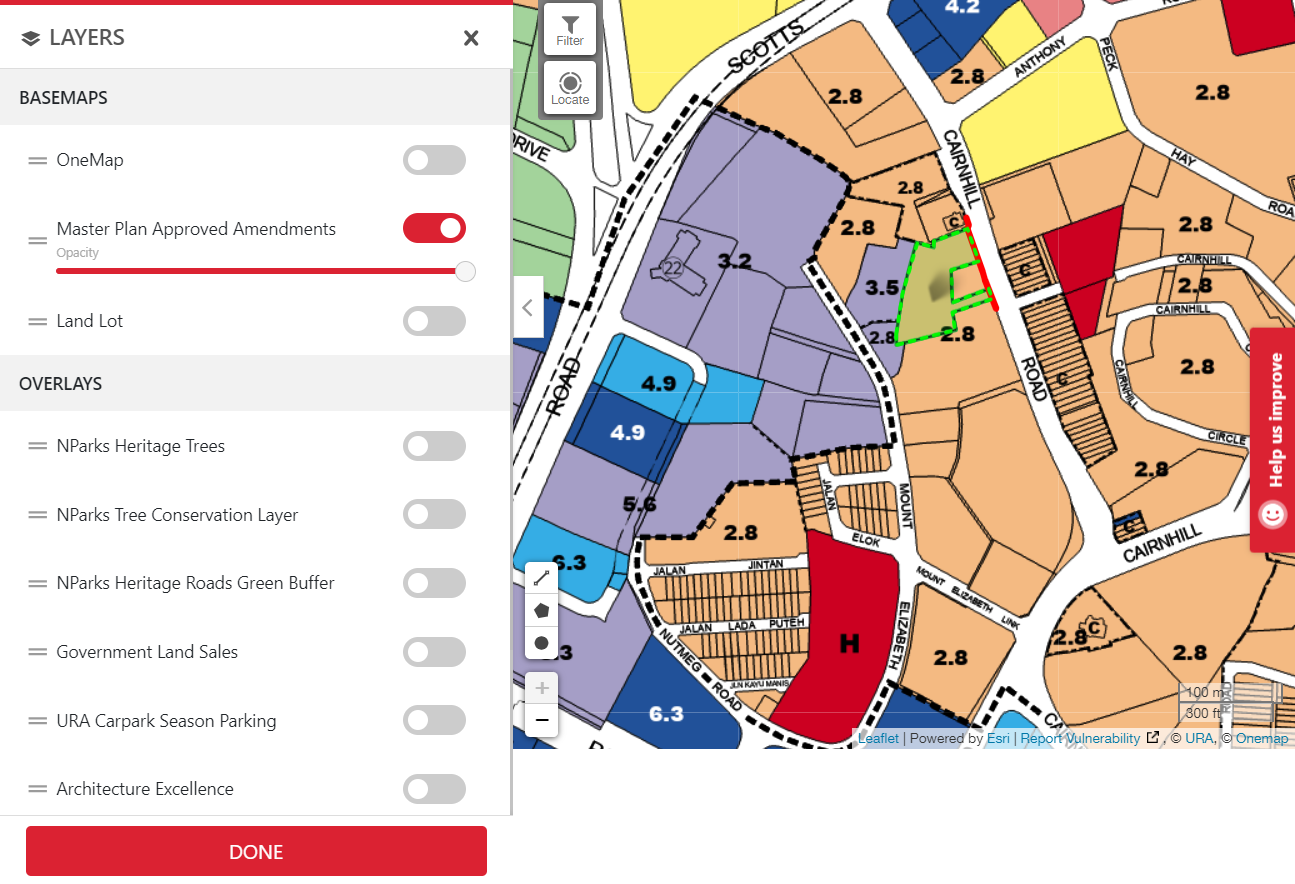 LAYERS
BASEMAPS
OneMap
Master Plan Approved Amendments
Opacity
Land Lot
OVERLAYS
NParks Heritage Trees
NParks Tree Conservation Layer
NParks Heritage Roads Green Buffer
Government Land Sales
URA Carpark Season Parking
Architecture Excellence
DONE
Filter
Locate
SCOTTS
4.2
2.8
ANTHONY
PECK
2.8
2.8
DRIVE
CAIRNHILL
HAY
2.8
ROA
2.8
C
2.8
3.2
22
3.5
C
CAIRNHILL
2.8
CAIRNHILL
2.8
2.8
ROAD
ROAD
4.9
C
2.8
CAIRNHILL
4.9
CIRCLE
2.8
JALAN
MOUNT
5.6
2.8
ELOK
C
CAIRNHILL
6.3
JALAN
JINTAN
MOUNT ELIZABETH LINK
JALAN LADA PUTEH
NUTMEG ROAD
JLN KAYU MANIS
ELIZABETH
H
2.8
2.8
C
2.8
3
6.3
ROAD
100 m
300 ft
Leaflet | Powered by Esri | Report Vulnerability , © URA, © Onemap
Help us improve